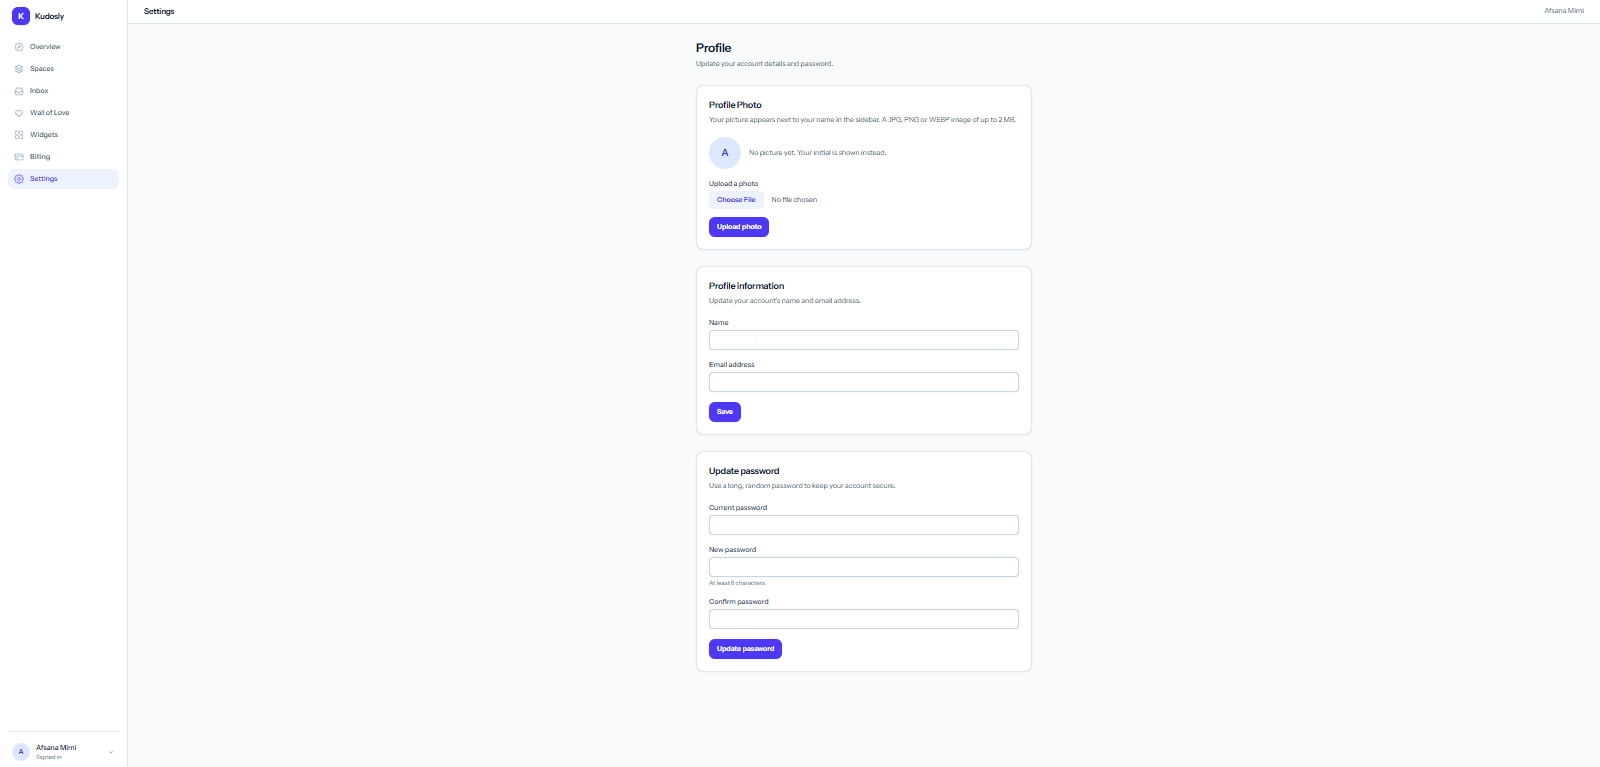 K Kudosly
Overview
Spaces
Inbox
Wall of Love
Widgets
Billing
Settings
A Afsana Mimi
Signed in
Settings
Afsana Mimi
Profile
Update your account details and password.
Profile Photo
Your picture appears next to your name in the sidebar. A JPG, PNG or WEBP image of up to 2 MB.
A No picture yet. Your initial is shown instead.
Upload a photo
Choose File No file chosen
Upload photo
Profile information
Update your account's name and email address.
Name
Email address
Save
Update password
Use a long, random password to keep your account secure.
Current password
New password
At least 8 characters.
Confirm password
Update password